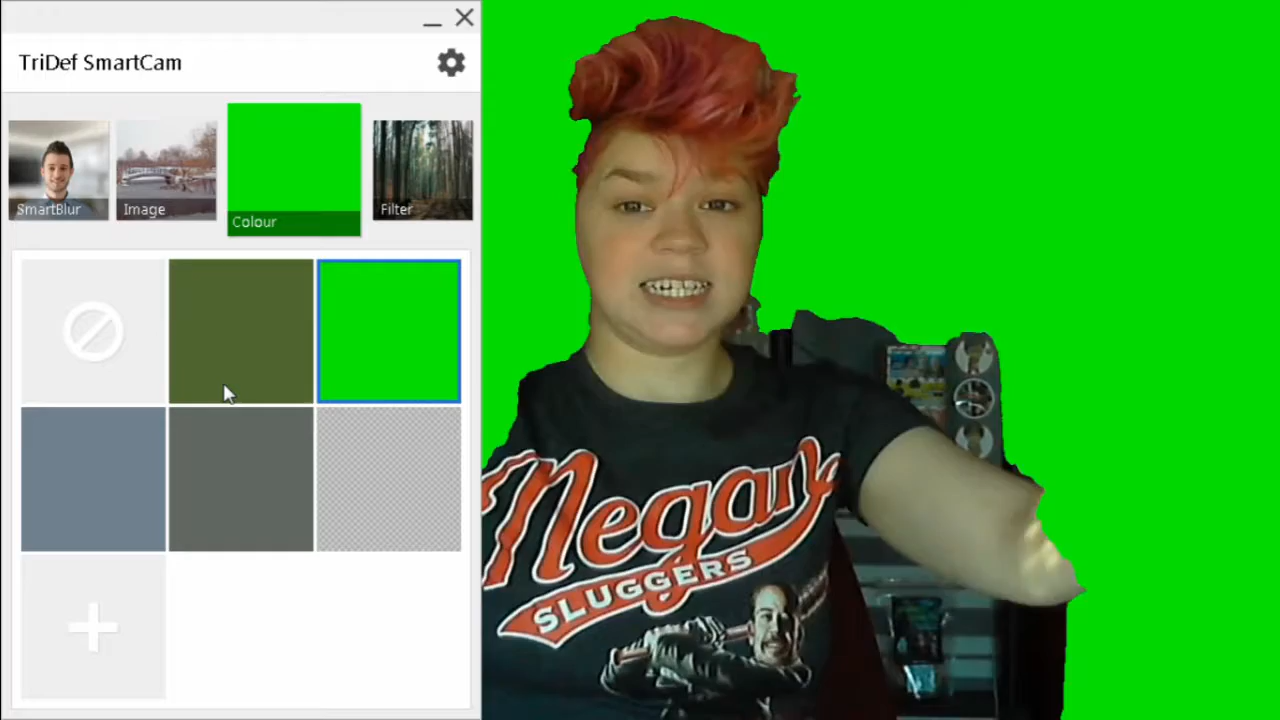 TriDef SmartCam
SmartBlur
Image
Colour
Filter
Negan
SLUGGERS